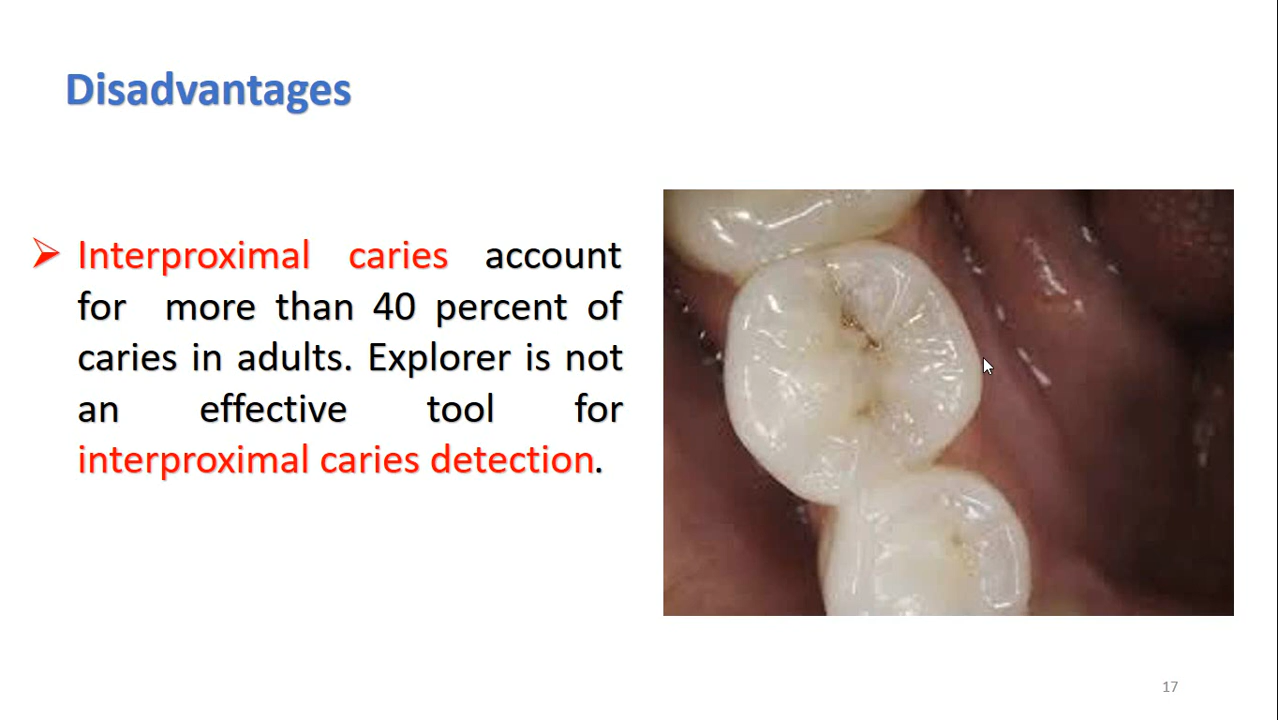 Disadvantages
Interproximal caries account
for more than 40 percent of
caries in adults. Explorer is not
an effective tool for
interproximal caries detection.
17